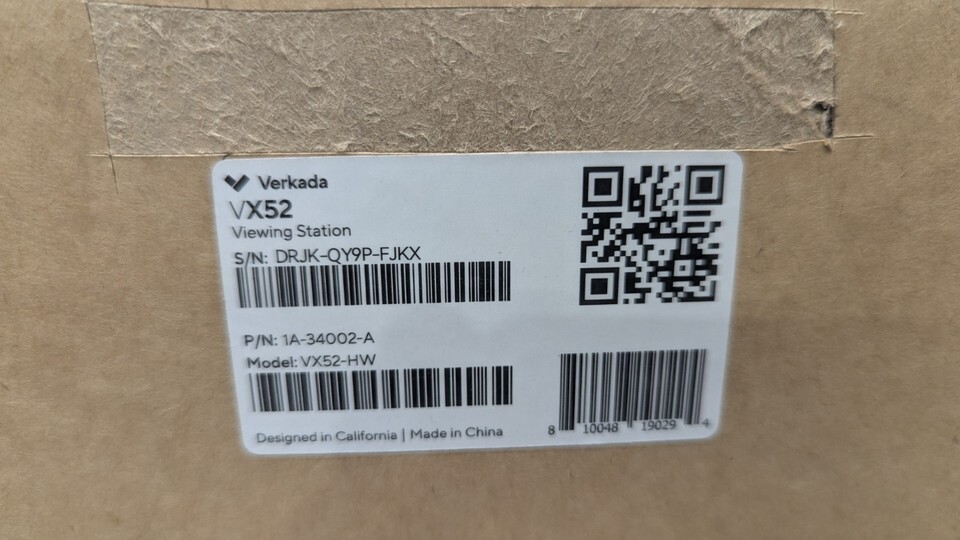 Verkada
VX52
Viewing Station
S/N: DRJK-QY9P-FJKX
P/N: 1A-34002-A
Model: VX52-HW
Designed in California | Made in China
8 10048 19029 4